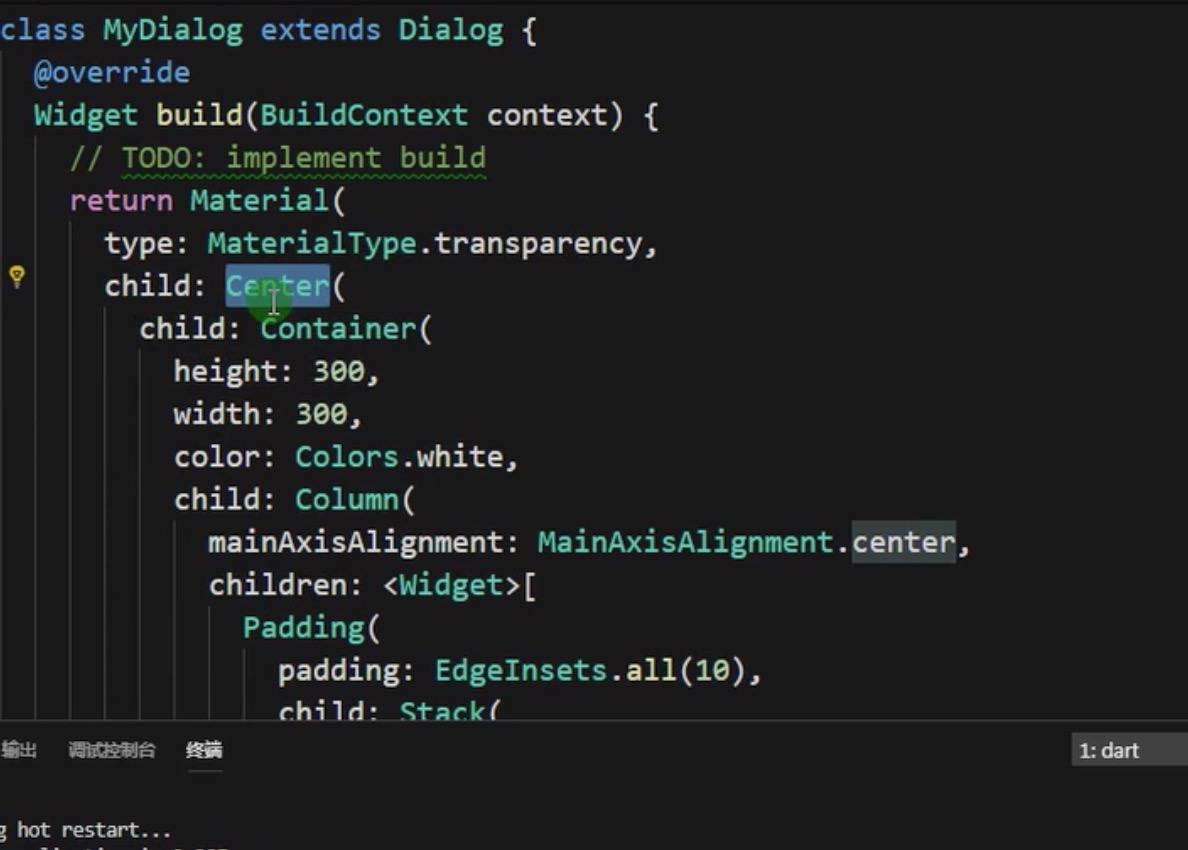 class MyDialog extends Dialog {
@override
Widget build(BuildContext context) {
// TODO: implement build
return Material(
type: MaterialType.transparency,
child: Center(
child: Container(
height: 300,
width: 300,
color: Colors.white,
child: Column(
mainAxisAlignment: MainAxisAlignment.center,
children: <Widget>[
Padding(
padding: EdgeInsets.all(10),
child: Stack(
输出 调试控制台 终端 1: dart
g hot restart...